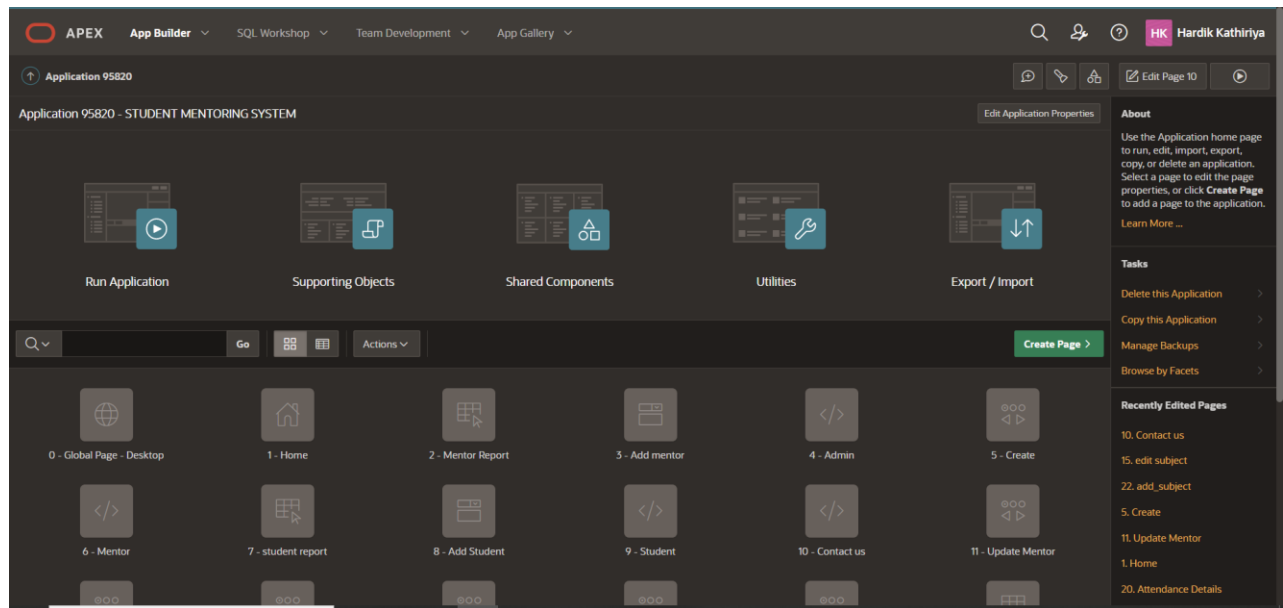 APEX App Builder SQL Workshop Team Development App Gallery HK Hardik Kathiriya
Application 95820 Edit Page 10
Application 95820 - STUDENT MENTORING SYSTEM Edit Application Properties
Run Application Supporting Objects Shared Components Utilities Export / Import
Go Actions Create Page >
0 - Global Page - Desktop 1 - Home 2 - Mentor Report 3 - Add mentor 4 - Admin 5 - Create
6 - Mentor 7 - student report 8 - Add Student 9 - Student 10 - Contact us 11 - Update Mentor
About
Use the Application home page
to run, edit, import, export,
copy, or delete an application.
Select a page to edit the page
properties, or click Create Page
to add a page to the application.
Learn More ...
Tasks
Delete this Application
Copy this Application
Manage Backups
Browse by Facets
Recently Edited Pages
10. Contact us
15. edit subject
22. add_subject
5. Create
11. Update Mentor
1. Home
20. Attendance Details